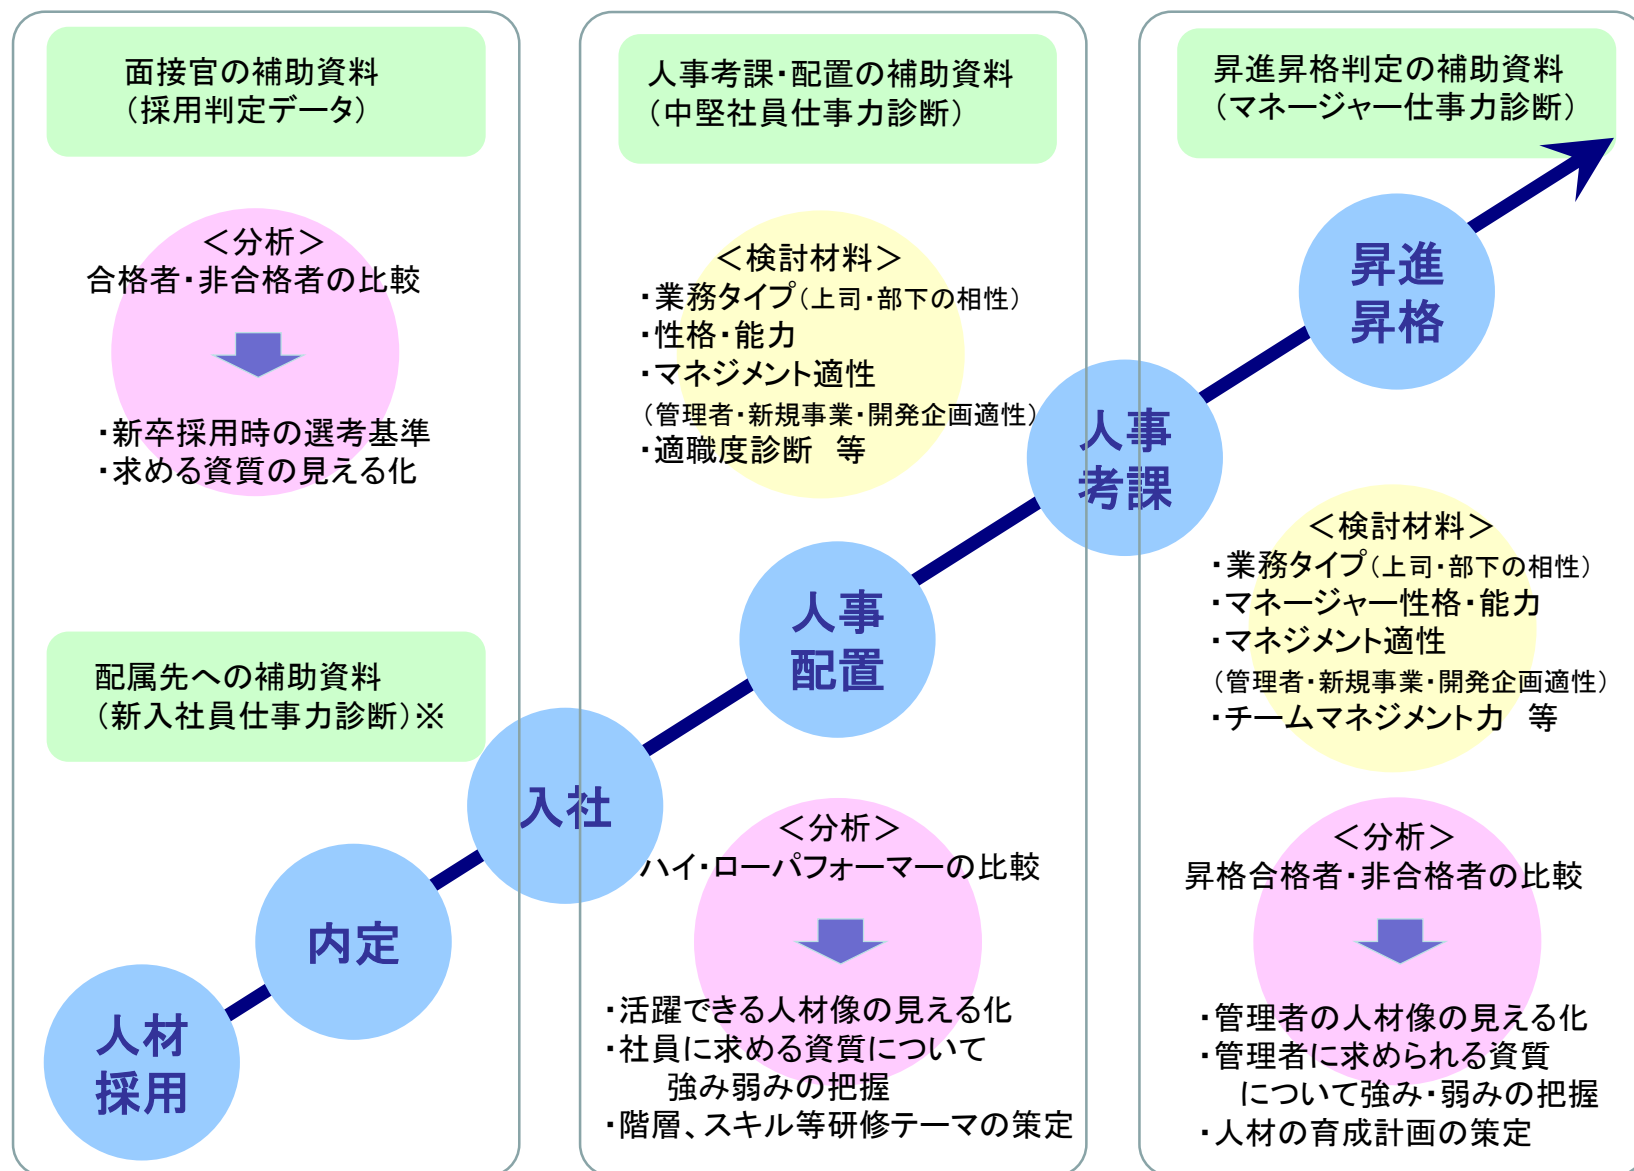 面接官の補助資料
（採用判定データ）
＜分析＞
合格者・非合格者の比較
・新卒採用時の選考基準
・求める資質の見える化
配属先への補助資料
（新入社員仕事力診断）※
人材
採用
内定
入社
人事考課・配置の補助資料
（中堅社員仕事力診断）
＜検討材料＞
・業務タイプ（上司・部下の相性）
・性格・能力
・マネジメント適性
（管理者・新規事業・開発企画適性）
・適職度診断　等
人事
配置
人事
考課
＜分析＞
ハイ・ローパフォーマーの比較
・活躍できる人材像の見える化
・社員に求める資質について
強み弱みの把握
・階層、スキル等研修テーマの策定
昇進昇格判定の補助資料
（マネージャー仕事力診断）
昇進
昇格
＜検討材料＞
・業務タイプ（上司・部下の相性）
・マネージャー性格・能力
・マネジメント適性
（管理者・新規事業・開発企画適性）
・チームマネジメント力　等
＜分析＞
昇格合格者・非合格者の比較
・管理者の人材像の見える化
・管理者に求められる資質
について強み・弱みの把握
・人材の育成計画の策定